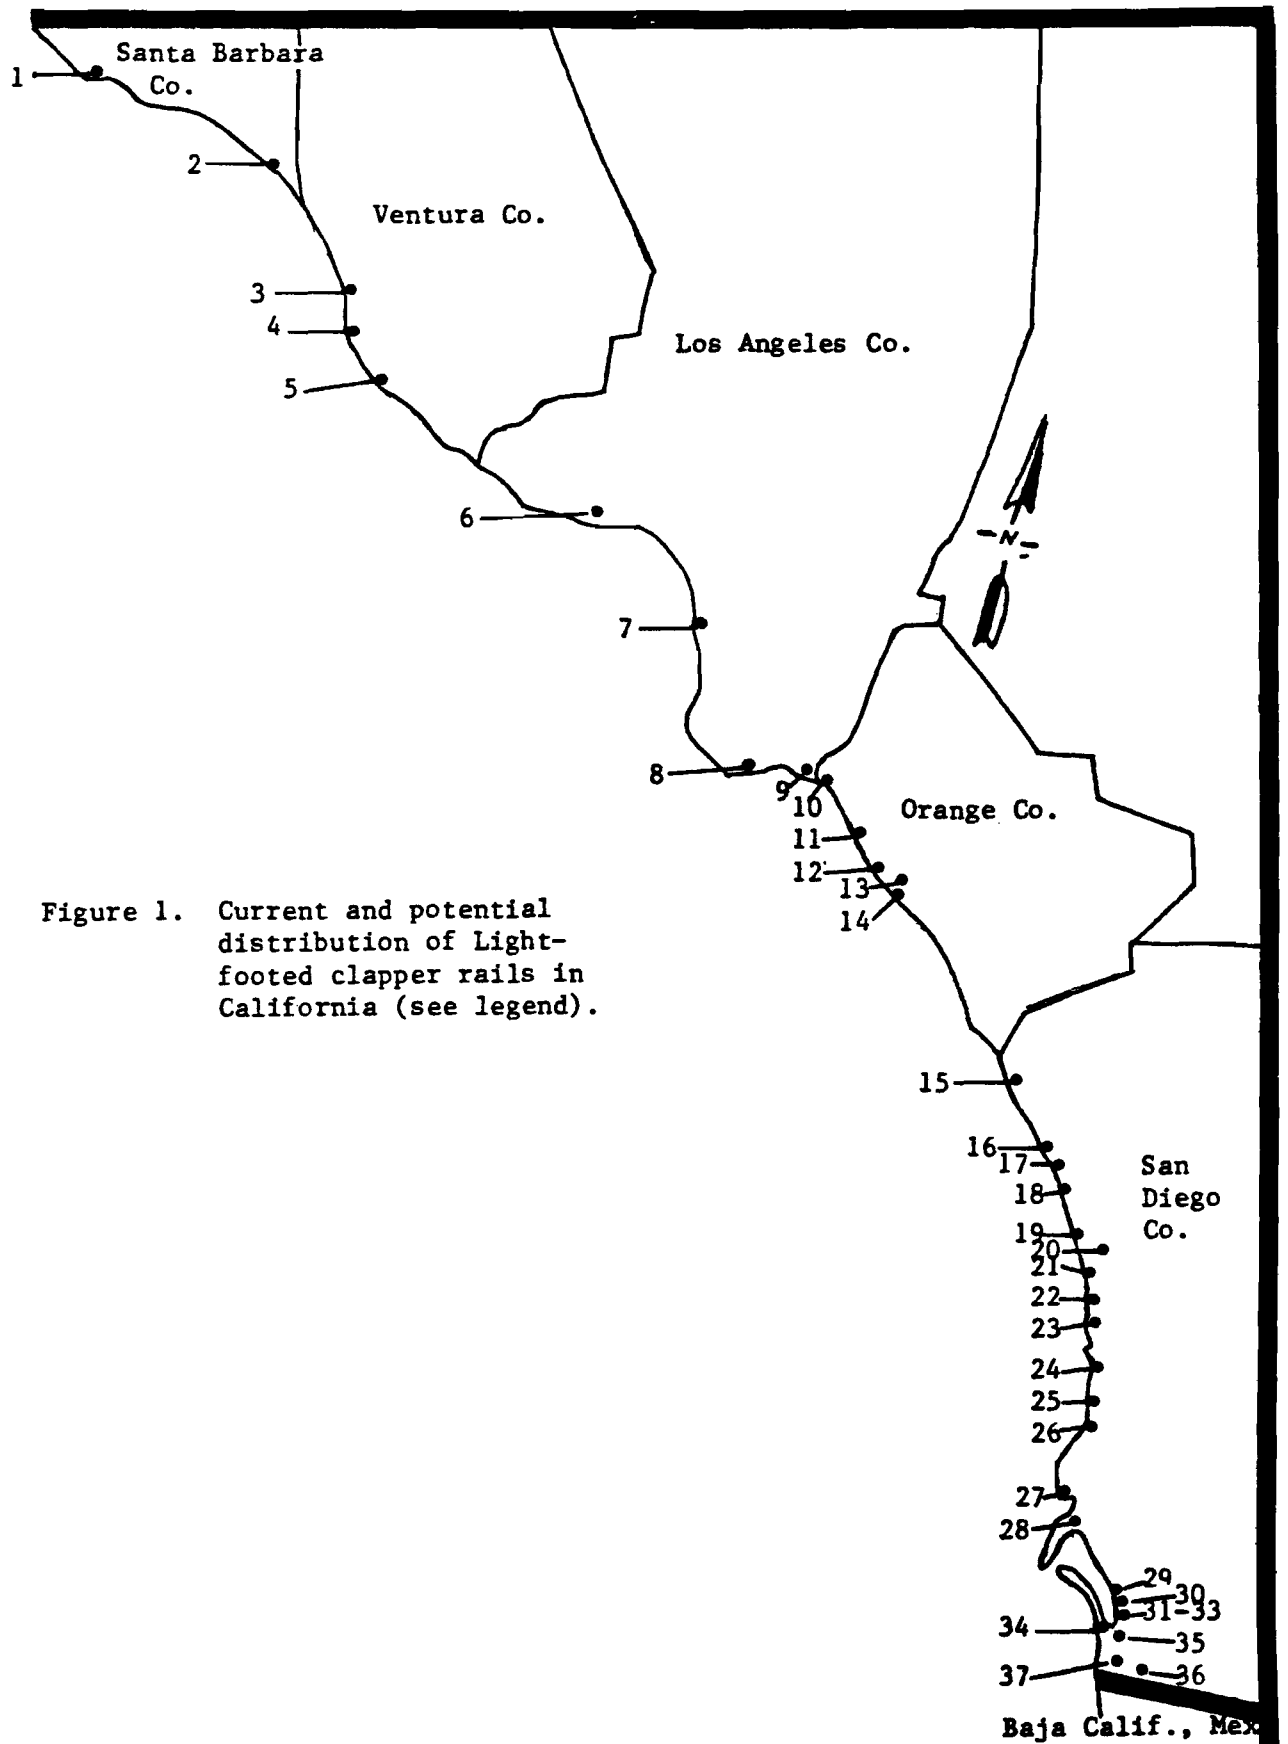 Santa Barbara
Co.
1
2
Ventura Co.
3
4
Los Angeles Co.
5
N
6
7
8
9
10
Orange Co.
11
12
13
14
Figure 1. Current and potential
distribution of Light-
footed clapper rails in
California (see legend).
15
16
17
San
Diego
Co.
18
19
20
21
22
23
24
25
26
27
28
29
30
31-33
34
35
37
36
Baja Calif., Mex